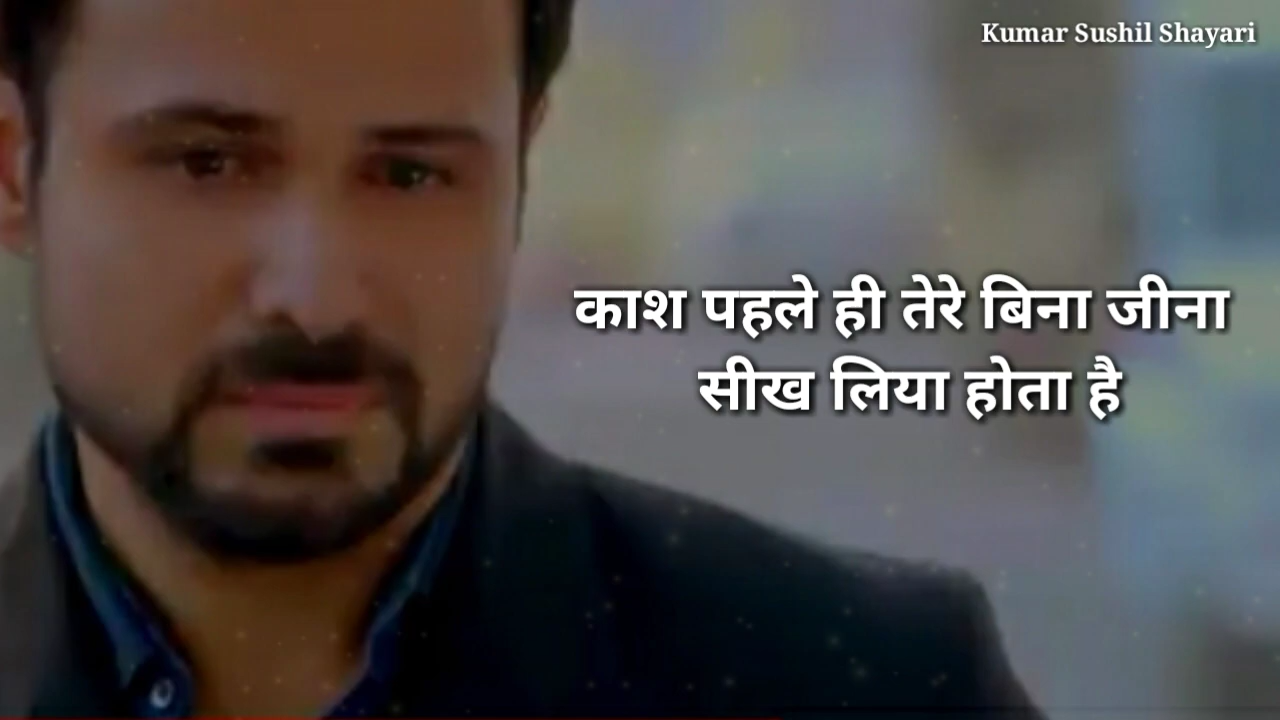 Kumar Sushil Shayari
काश पहले ही तेरे बिना जीना
सीख लिया होता है